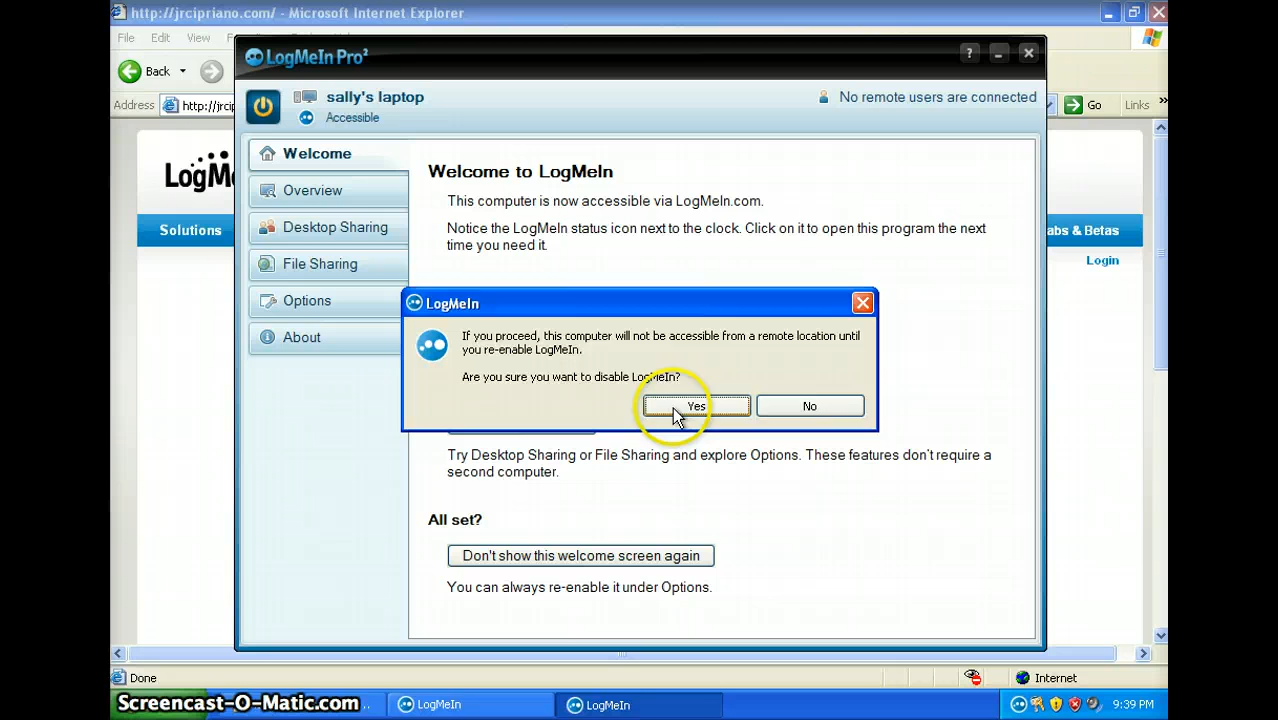 http://jrcipriano.com/ - Microsoft Internet Explorer
File Edit View
LogMeIn Pro²
?
Back
sally's laptop
No remote users are connected
Address http://jrcip
Go Links
Accessible
Welcome
Welcome to LogMeIn
LogM
Overview
This computer is now accessible via LogMeIn.com.
Solutions
Desktop Sharing
Notice the LogMeIn status icon next to the clock. Click on it to open this program the next
time you need it.
abs & Betas
Login
File Sharing
Options
About
LogMeIn
If you proceed, this computer will not be accessible from a remote location until
you re-enable LogMeIn.
Are you sure you want to disable LogMeIn?
Yes No
Try Desktop Sharing or File Sharing and explore Options. These features don't require a
second computer.
All set?
Don't show this welcome screen again
You can always re-enable it under Options.
Done
Internet
Screencast-O-Matic.com
LogMeIn
LogMeIn
9:39 PM